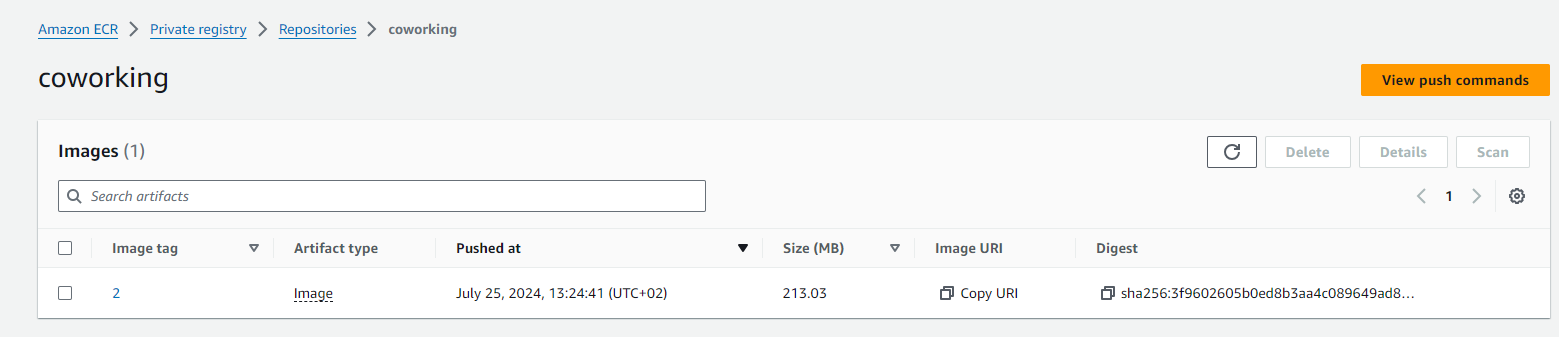 Amazon ECR > Private registry > Repositories > coworking
coworking
View push commands
Images (1)
Delete Details Scan
Search artifacts
1
Image tag Artifact type Pushed at Size (MB) Image URI Digest
2 Image July 25, 2024, 13:24:41 (UTC+02) 213.03 Copy URI sha256:3f9602605b0ed8b3aa4c089649ad8...